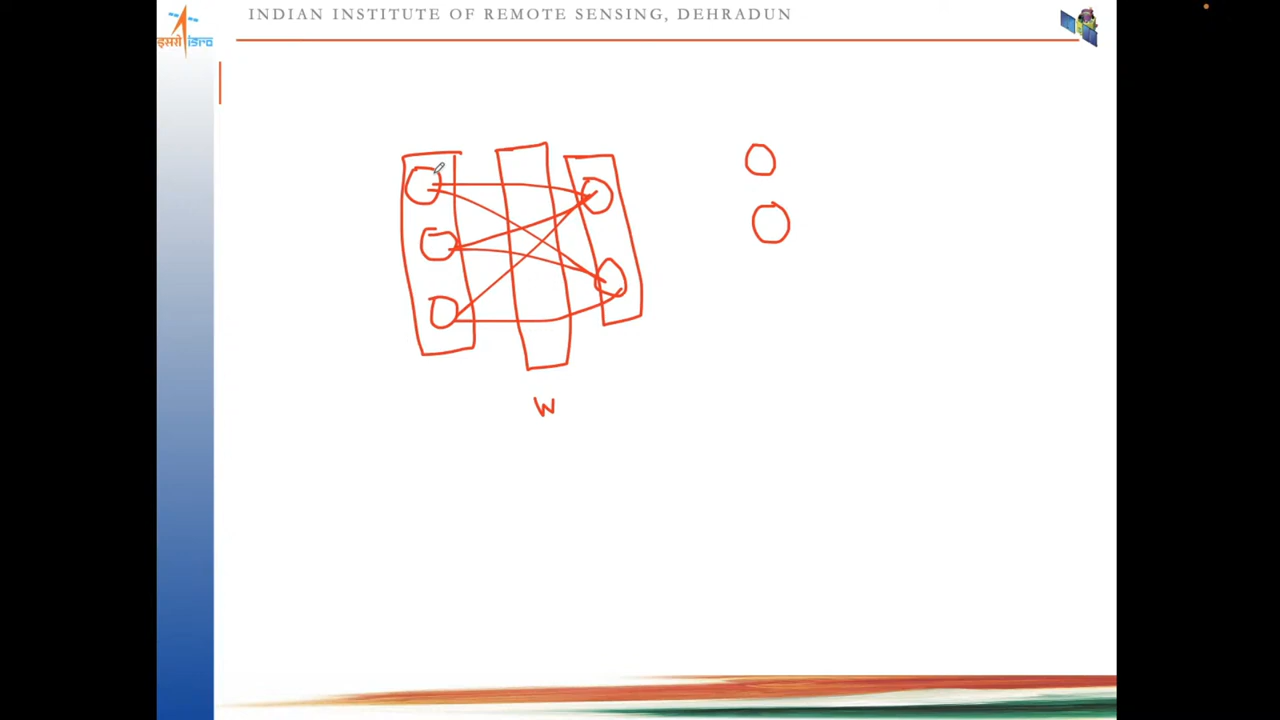 INDIAN INSTITUTE OF REMOTE SENSING, DEHRADUN
इसरो isro
W